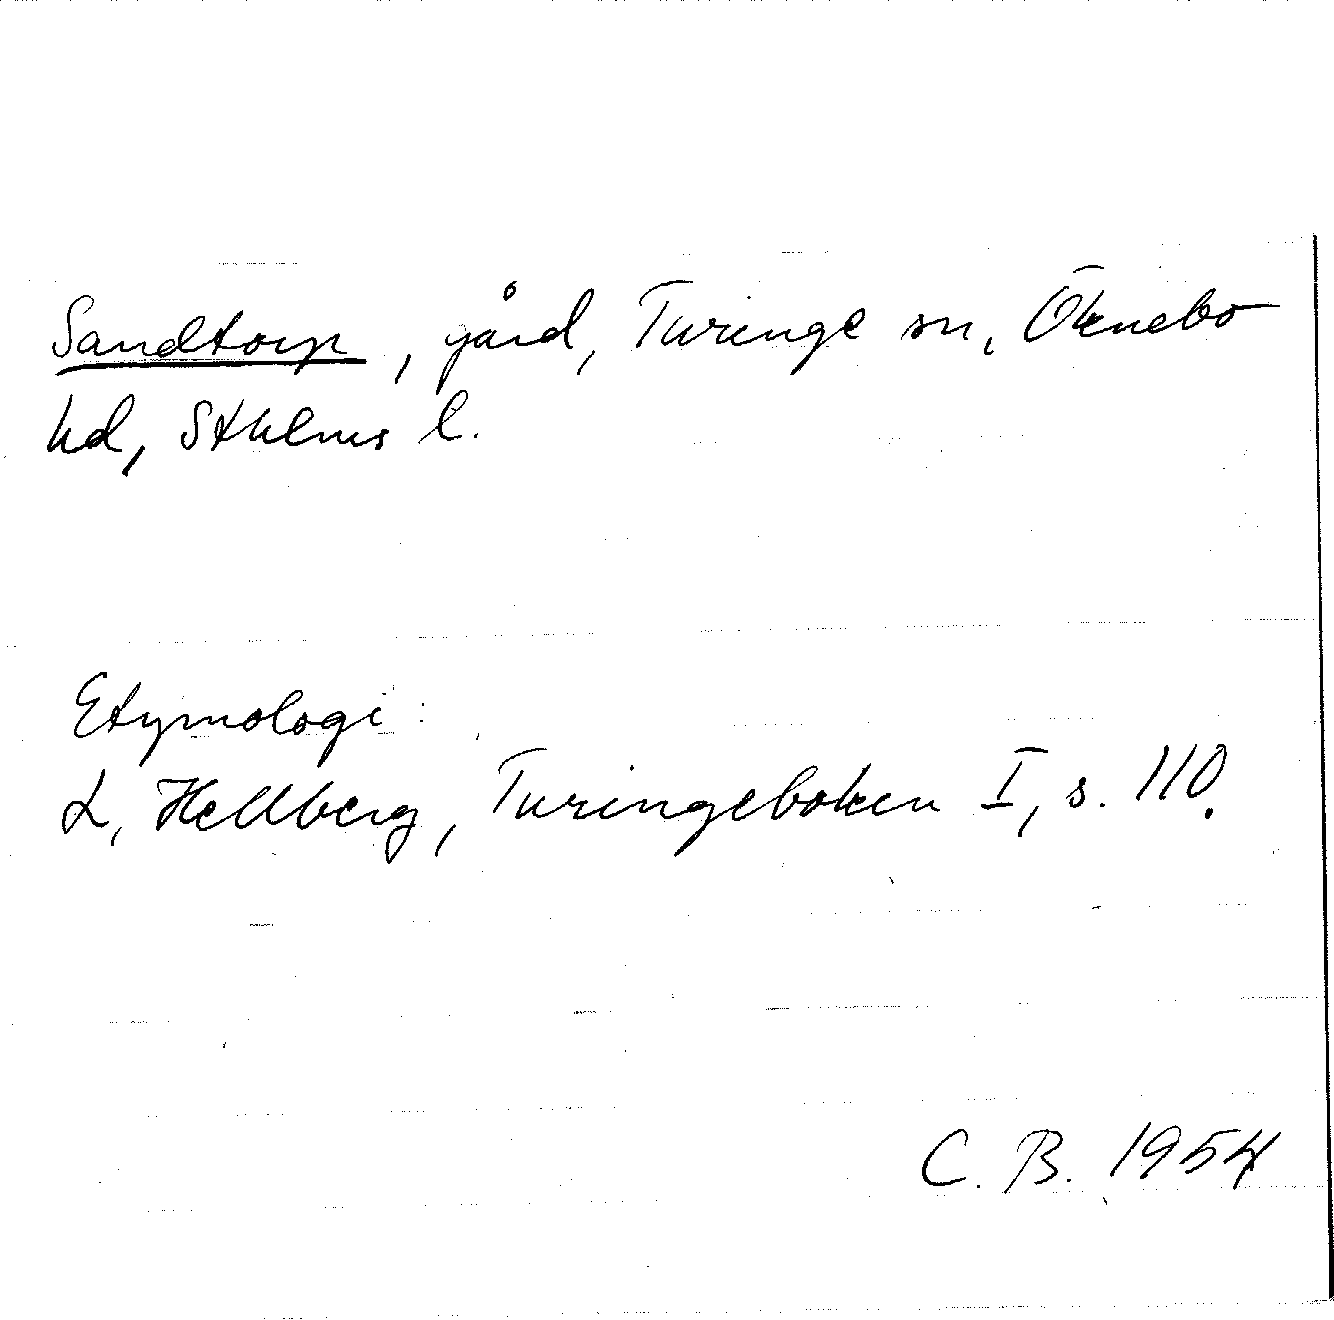 Sandtorp, gård, Turinge sn, Öknebo
hd, Sthlms l.
Etymologi:
L. Hellberg, Turingeboken I, s. 110.
C. B. 1954